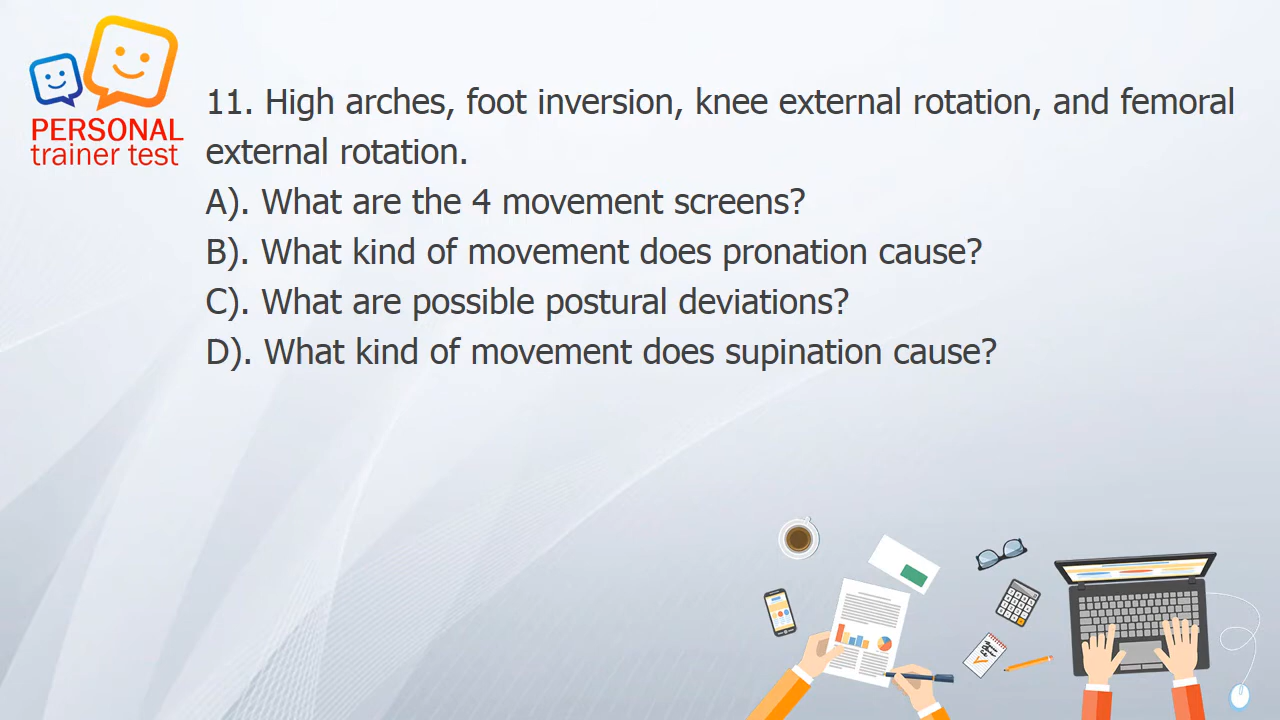 PERSONAL
trainer test
11. High arches, foot inversion, knee external rotation, and femoral
external rotation.
A). What are the 4 movement screens?
B). What kind of movement does pronation cause?
C). What are possible postural deviations?
D). What kind of movement does supination cause?